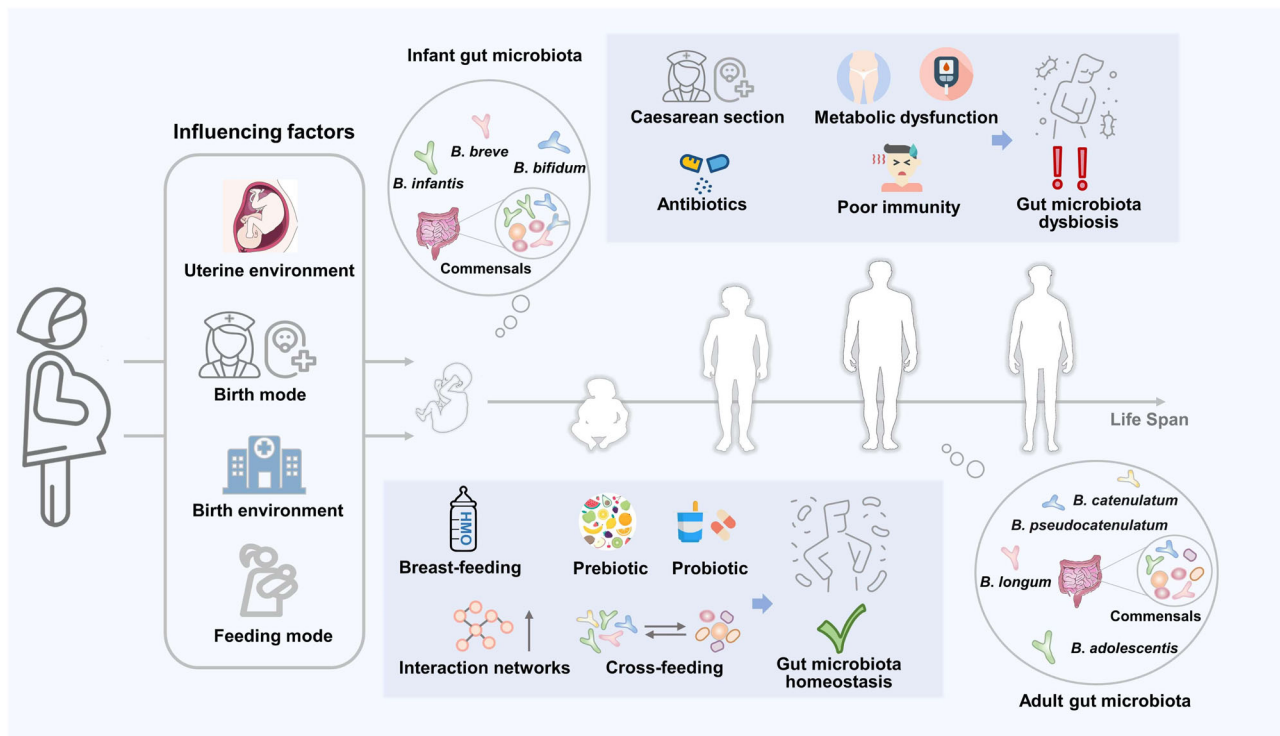 Infant gut microbiota
B. breve
B. bifidum
B. infantis
Commensals
Influencing factors
Uterine environment
Birth mode
Birth environment
Feeding mode
Caesarean section
Metabolic dysfunction
Antibiotics
Poor immunity
Gut microbiota
dysbiosis
Life Span
HMO
Breast-feeding
Prebiotic
Probiotic
Interaction networks
Cross-feeding
Gut microbiota
homeostasis
B. catenulatum
B. pseudocatenulatum
B. longum
Commensals
B. adolescentis
Adult gut microbiota